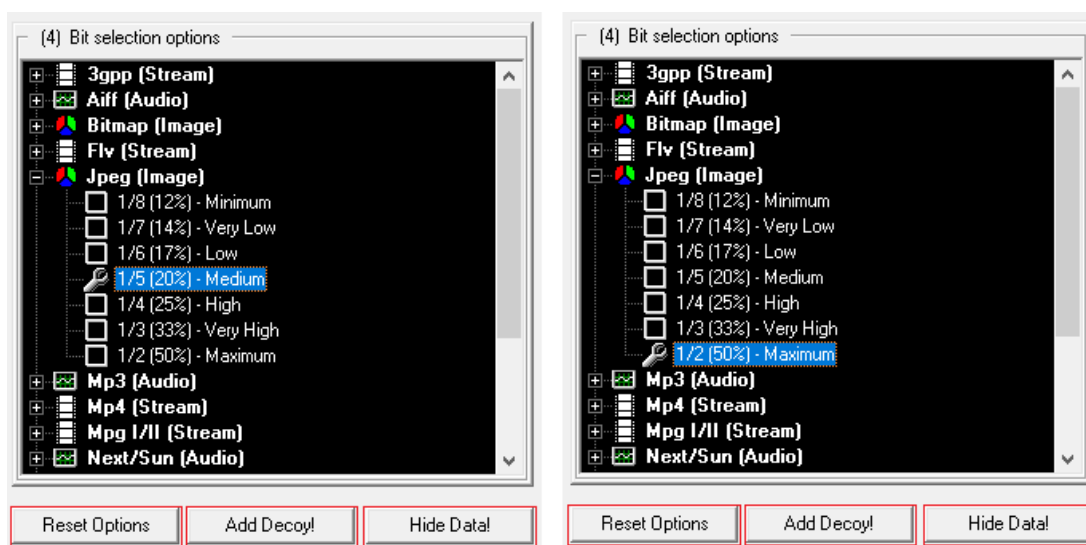 (4) Bit selection options
3gpp (Stream)
Aiff (Audio)
Bitmap (Image)
Flv (Stream)
Jpeg (Image)
1/8 (12%) - Minimum
1/7 (14%) - Very Low
1/6 (17%) - Low
1/5 (20%) - Medium
1/4 (25%) - High
1/3 (33%) - Very High
1/2 (50%) - Maximum
Mp3 (Audio)
Mp4 (Stream)
Mpg I/II (Stream)
Next/Sun (Audio)
Reset Options
Add Decoy!
Hide Data!
(4) Bit selection options
3gpp (Stream)
Aiff (Audio)
Bitmap (Image)
Flv (Stream)
Jpeg (Image)
1/8 (12%) - Minimum
1/7 (14%) - Very Low
1/6 (17%) - Low
1/5 (20%) - Medium
1/4 (25%) - High
1/3 (33%) - Very High
1/2 (50%) - Maximum
Mp3 (Audio)
Mp4 (Stream)
Mpg I/II (Stream)
Next/Sun (Audio)
Reset Options
Add Decoy!
Hide Data!